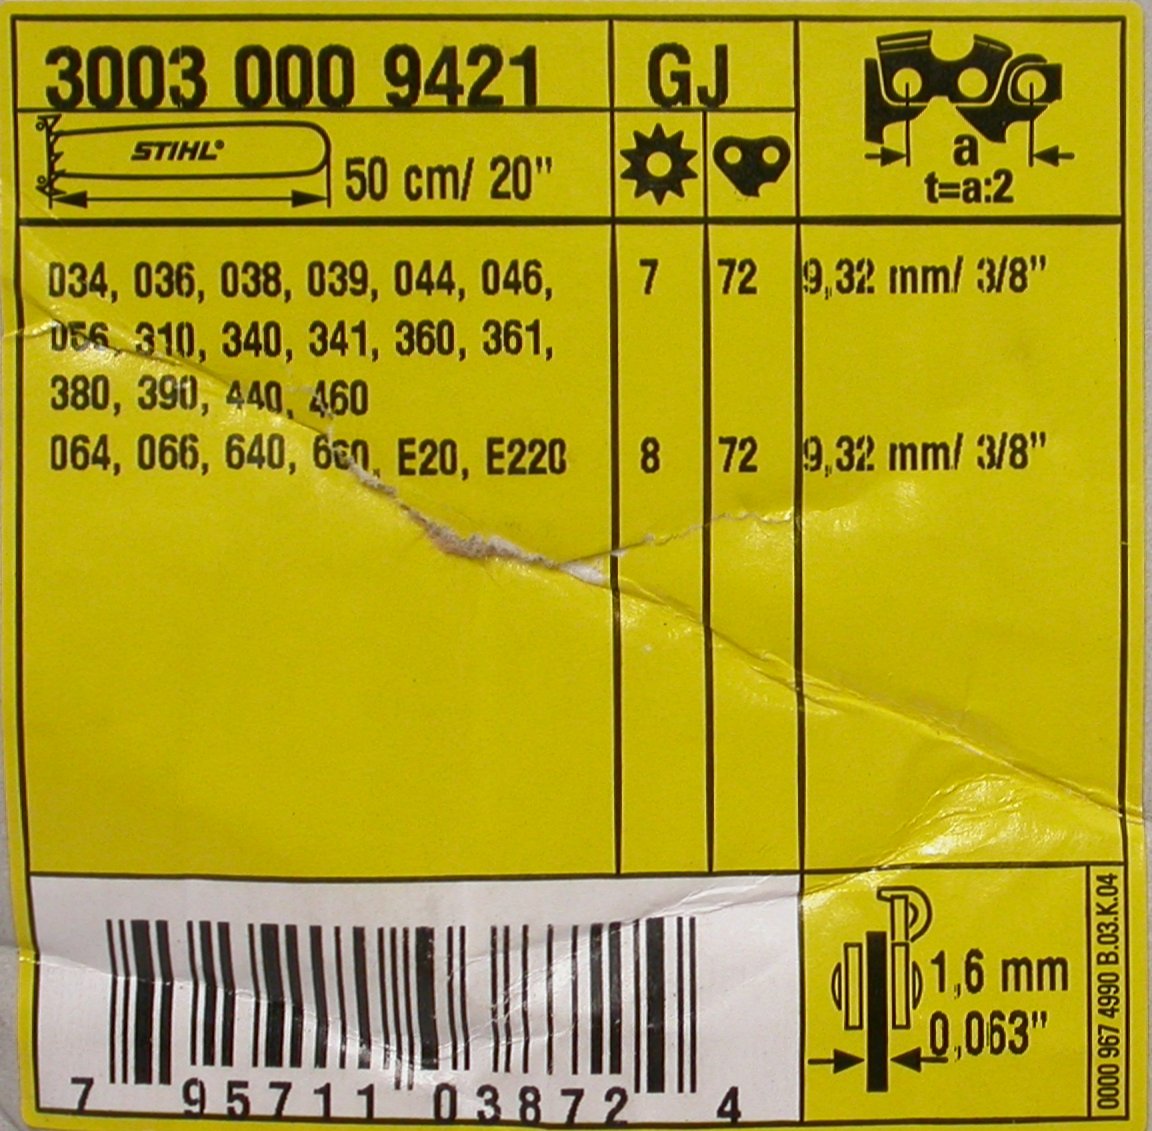 3003 000 9421 GJ
STIHL®
50 cm/ 20"
a
t=a:2
034, 036, 038, 039, 044, 046, 7 72 9,32 mm/ 3/8"
056, 310, 340, 341, 360, 361,
380, 390, 440, 460
064, 066, 640, 660, E20, E220 8 72 9,32 mm/ 3/8"
1,6 mm
0,063"
0000 967 4990 B.03.K.04
7 95711 03872 4